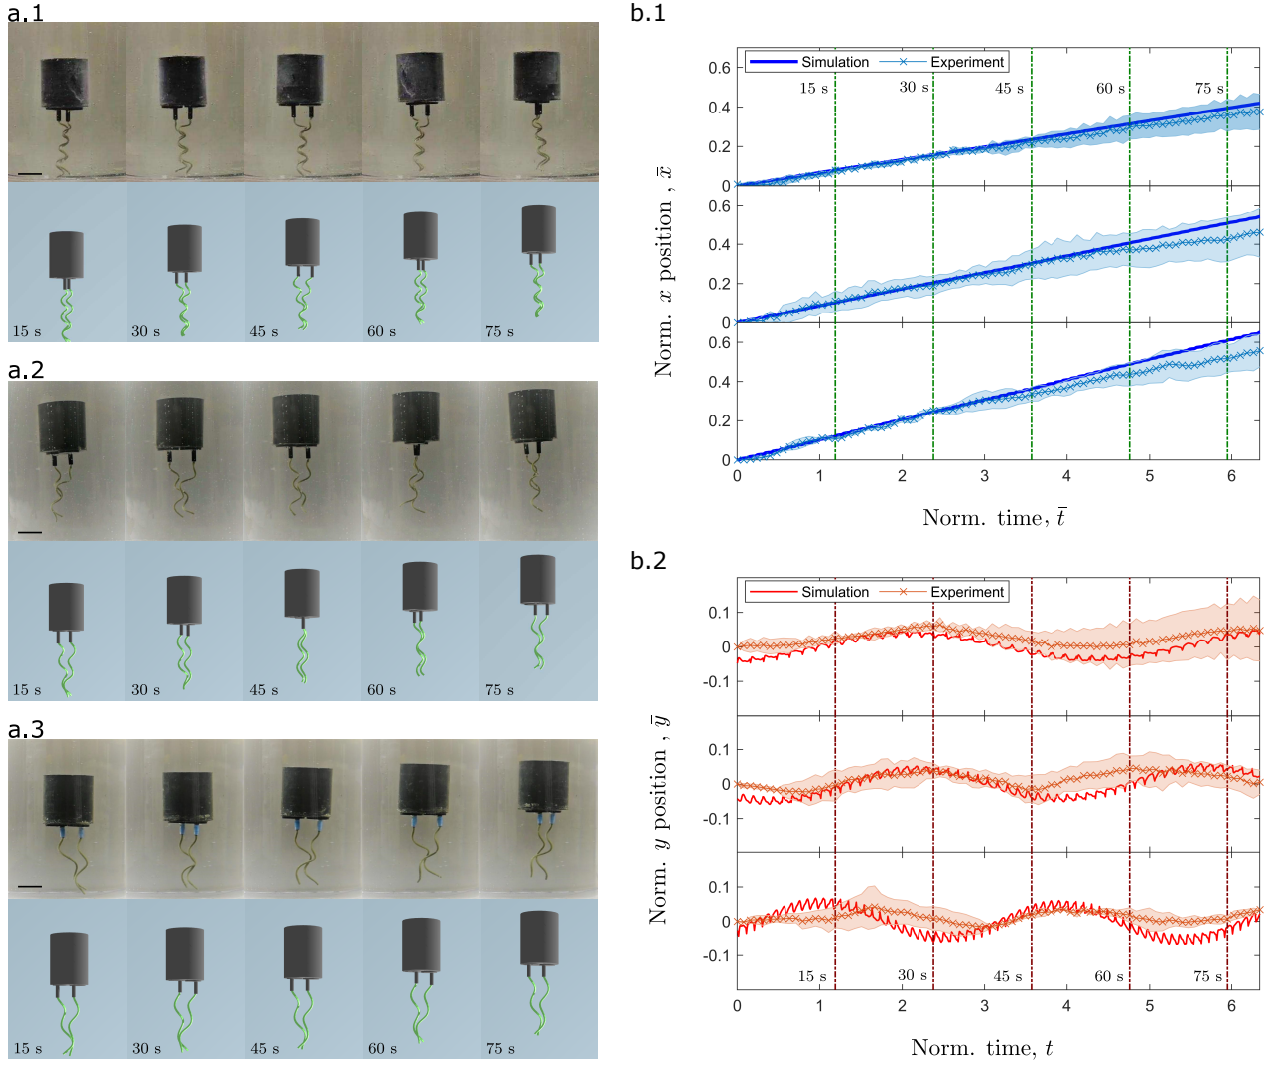 a.1
15 s 30 s 45 s 60 s 75 s
a.2
15 s 30 s 45 s 60 s 75 s
a.3
15 s 30 s 45 s 60 s 75 s
b.1
Simulation Experiment
15 s 30 s 45 s 60 s 75 s
0.6
0.4
0.2
0
0.6
0.4
0.2
0
0.6
0.4
0.2
0
0 1 2 3 4 5 6
Norm. x position , x̄
Norm. time, t̄
b.2
Simulation Experiment
0.1
0
-0.1
0.1
0
-0.1
0.1
0
-0.1
15 s 30 s 45 s 60 s 75 s
0 1 2 3 4 5 6
Norm. y position , ȳ
Norm. time, t